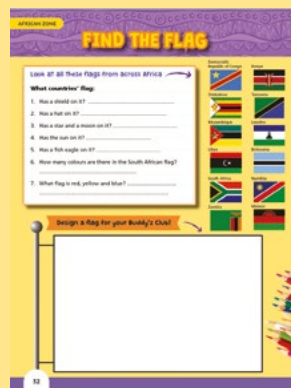 AFRICAN ZONE
FIND THE FLAG
Look at all these flags from across Africa
What countries' flag:
1. Has a shield on it?
2. Has a hat on it?
3. Has a star and a moon on it?
4. Has the sun on it?
5. Has a fish eagle on it?
6. How many colours are there in the South African flag?
7. What flag is red, yellow and blue?
Democratic
Republic of Congo
Kenya
Zimbabwe
Tanzania
Mozambique
Lesotho
Libya
Botswana
South Africa
Namibia
Zambia
Malawi
Design a flag for your Buddy'z Club!
52